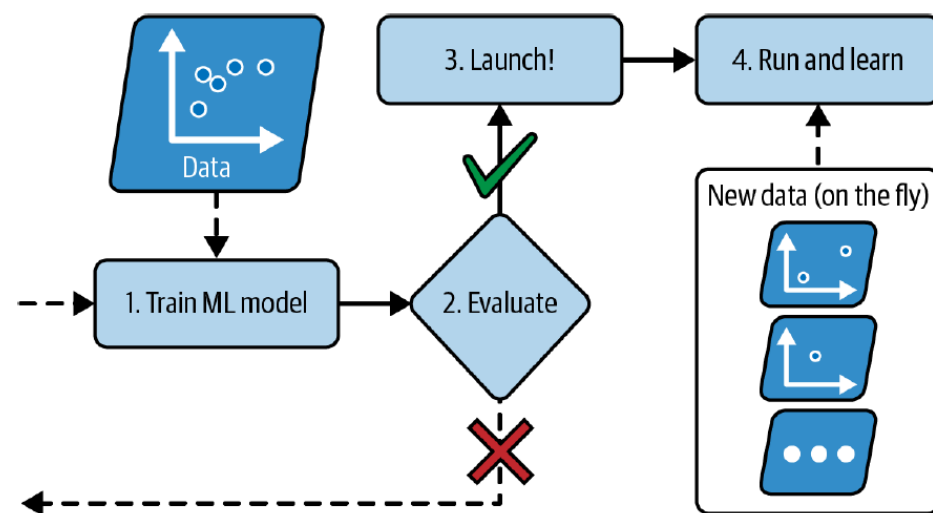 Data
1. Train ML model
2. Evaluate
3. Launch!
4. Run and learn
New data (on the fly)